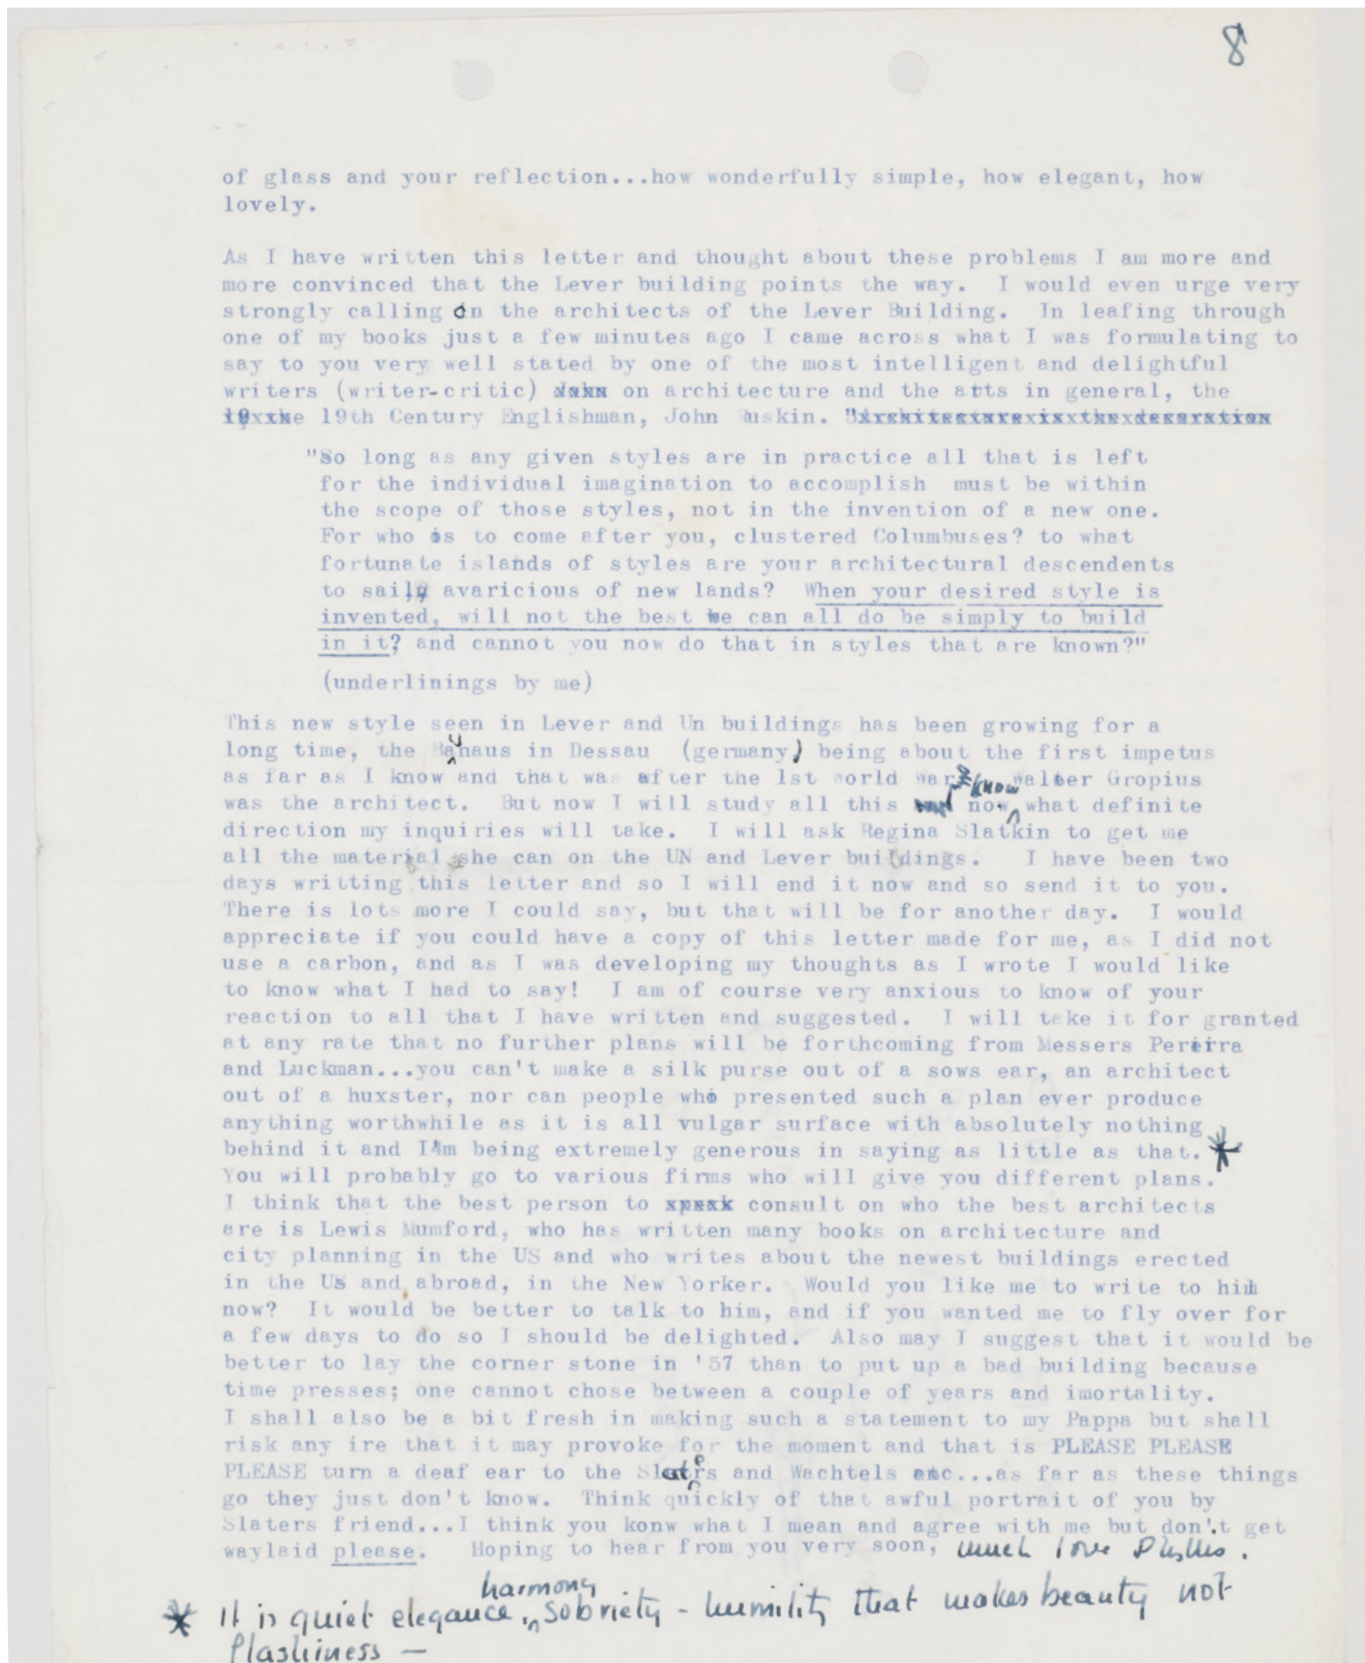 8
of glass and your reflection...how wonderfully simple, how elegant, how
lovely.
As I have written this letter and thought about these problems I am more and
more convinced that the Lever building points the way. I would even urge very
strongly calling on the architects of the Lever Building. In leafing through
one of my books just a few minutes ago I came across what I was formulating to
say to you very well stated by one of the most intelligent and delightful
writers (writer-critic) on architecture and the arts in general, the
19th Century Englishman, John Ruskin.
"So long as any given styles are in practice all that is left
for the individual imagination to accomplish must be within
the scope of those styles, not in the invention of a new one.
For who is to come after you, clustered Columbuses? to what
fortunate islands of styles are your architectural descendents
to sail, avaricious of new lands? When your desired style is
invented, will not the best we can all do be simply to build
in it? and cannot you now do that in styles that are known?"
(underlinings by me)
This new style seen in Lever and Un buildings has been growing for a
long time, the Bauhaus in Dessau (germany) being about the first impetus
as far as I know and that was after the 1st world war. Walter Gropius
was the architect. But now I will study all this now know what definite
direction my inquiries will take. I will ask Regina Slatkin to get me
all the material she can on the UN and Lever buildings. I have been two
days writting this letter and so I will end it now and so send it to you.
There is lots more I could say, but that will be for another day. I would
appreciate if you could have a copy of this letter made for me, as I did not
use a carbon, and as I was developing my thoughts as I wrote I would like
to know what I had to say! I am of course very anxious to know of your
reaction to all that I have written and suggested. I will take it for granted
at any rate that no further plans will be forthcoming from Messers Pereirra
and Luckman...you can't make a silk purse out of a sows ear, an architect
out of a huxster, nor can people who presented such a plan ever produce
anything worthwhile as it is all vulgar surface with absolutely nothing
behind it and I'm being extremely generous in saying as little as that. *
You will probably go to various firms who will give you different plans.
I think that the best person to consult on who the best architects
are is Lewis Mumford, who has written many books on architecture and
city planning in the US and who writes about the newest buildings erected
in the Us and abroad, in the New Yorker. Would you like me to write to him
now? It would be better to talk to him, and if you wanted me to fly over for
a few days to do so I should be delighted. Also may I suggest that it would be
better to lay the corner stone in '57 than to put up a bad building because
time presses; one cannot chose between a couple of years and imortality.
I shall also be a bit fresh in making such a statement to my Pappa but shall
risk any ire that it may provoke for the moment and that is PLEASE PLEASE
PLEASE turn a deaf ear to the Slaters and Wachtels etc...as far as these things
go they just don't know. Think quickly of that awful portrait of you by
Slaters friend...I think you konw what I mean and agree with me but don't get
waylaid please. Hoping to hear from you very soon, much love Phyllis.
* It is quiet elegance, harmony sobriety - humility that makes beauty not
flashiness —